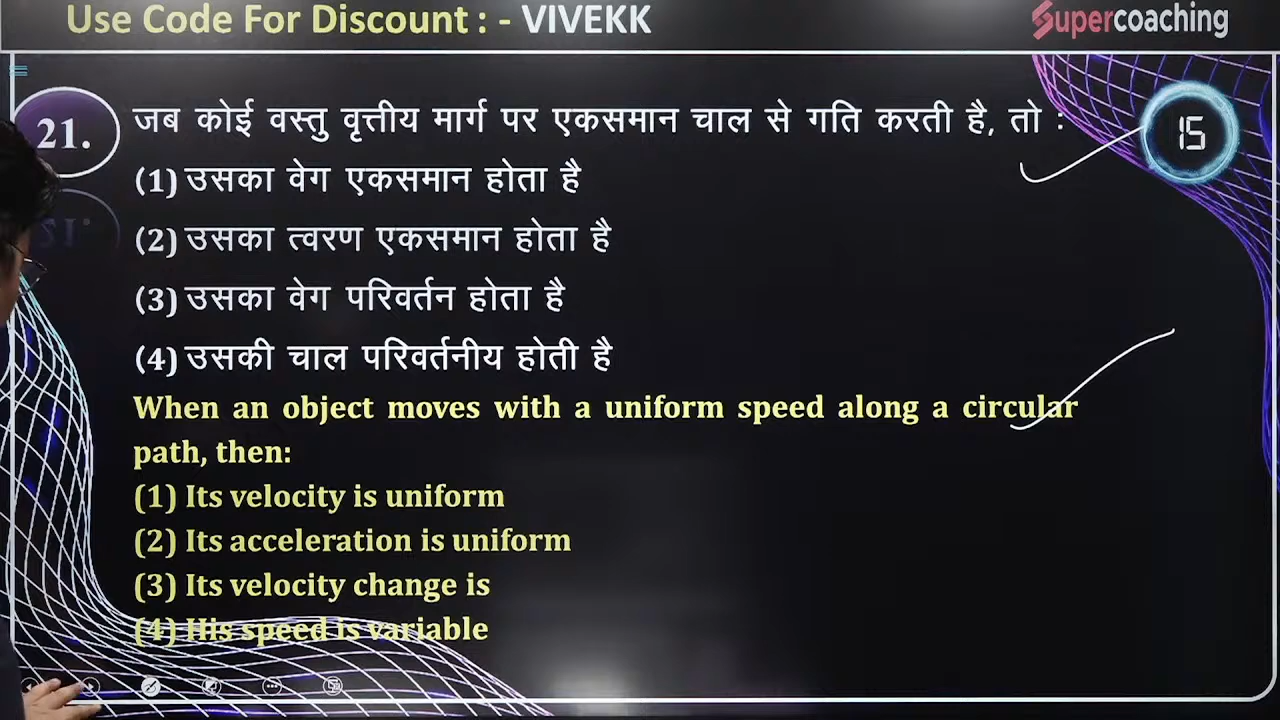 Use Code For Discount : - VIVEKK
Supercoaching
21.
जब कोई वस्तु वृत्तीय मार्ग पर एकसमान चाल से गति करती है, तो :
15
(1) उसका वेग एकसमान होता है
(2) उसका त्वरण एकसमान होता है
(3) उसका वेग परिवर्तन होता है
(4) उसकी चाल परिवर्तनीय होती है
When an object moves with a uniform speed along a circular
path, then:
(1) Its velocity is uniform
(2) Its acceleration is uniform
(3) Its velocity change is
(4) His speed is variable